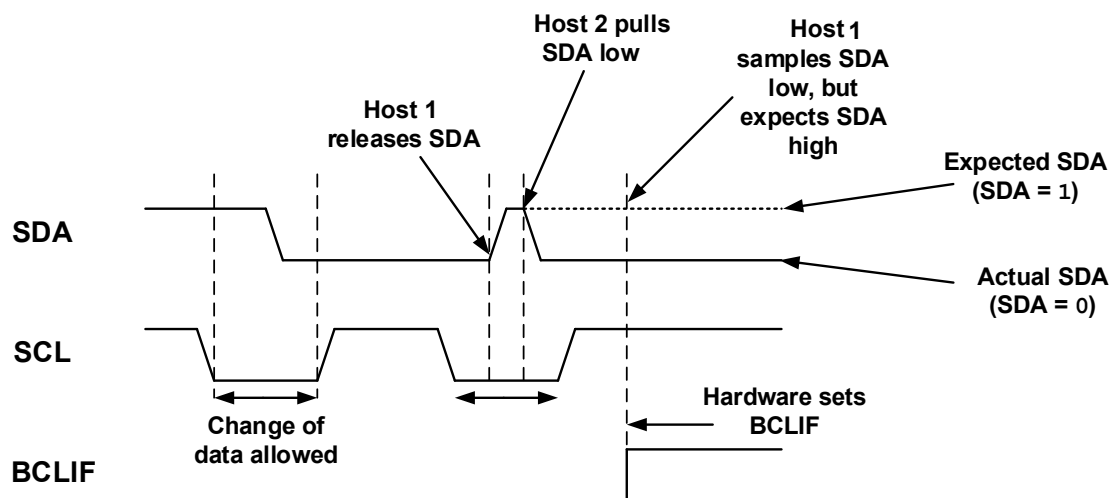 Host 2 pulls
SDA low
Host 1
samples SDA
low, but
expects SDA
high
Host 1
releases SDA
Expected SDA
(SDA = 1)
SDA
Actual SDA
(SDA = 0)
SCL
Change of
data allowed
Hardware sets
BCLIF
BCLIF